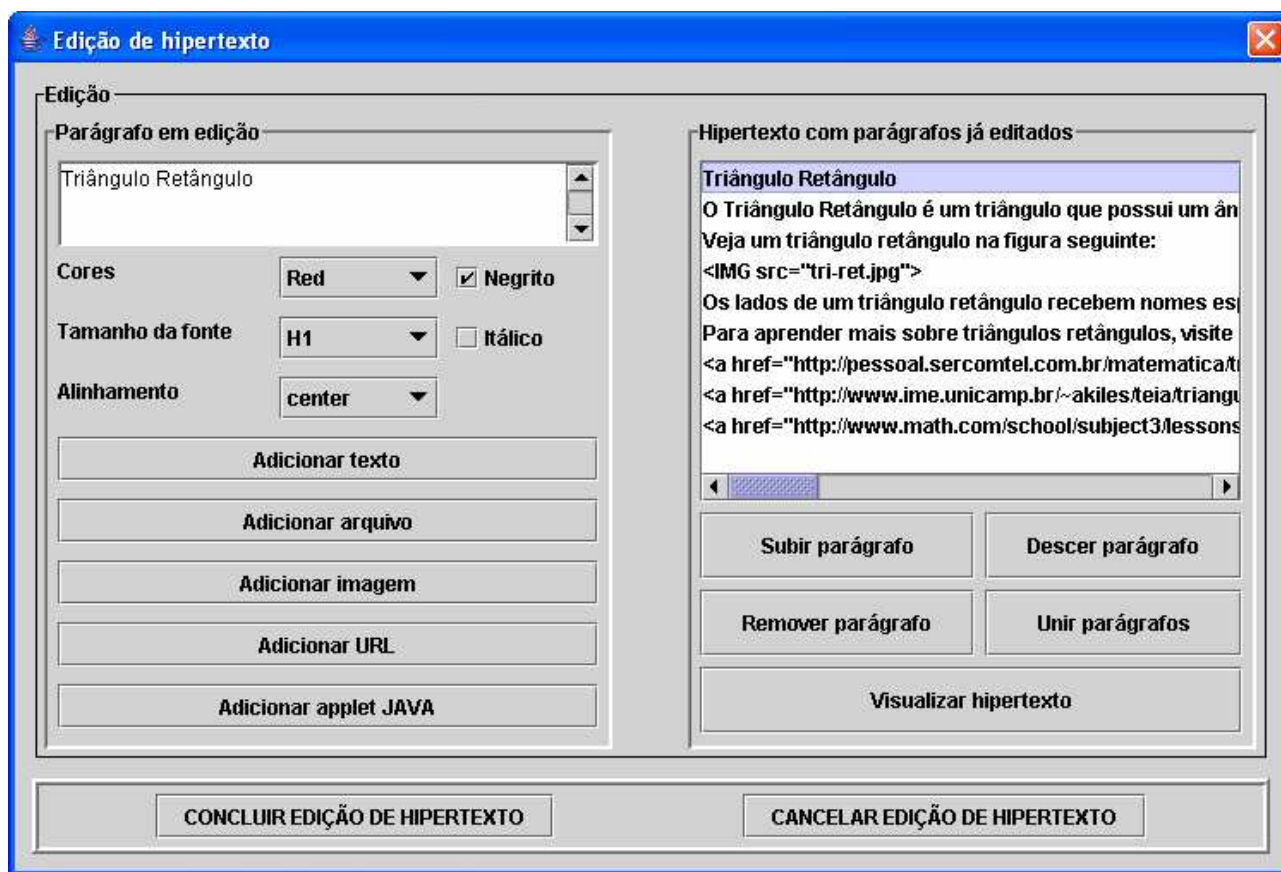 Edição de hipertexto
Edição
Parágrafo em edição
Triângulo Retângulo
Cores
Red
Negrito
Tamanho da fonte
H1
Itálico
Alinhamento
center
Adicionar texto
Adicionar arquivo
Adicionar imagem
Adicionar URL
Adicionar applet JAVA
Hipertexto com parágrafos já editados
Triângulo Retângulo
O Triângulo Retângulo é um triângulo que possui um ân
Veja um triângulo retângulo na figura seguinte:
<IMG src="tri-ret.jpg">
Os lados de um triângulo retângulo recebem nomes esp
Para aprender mais sobre triângulos retângulos, visite
<a href="http://pessoal.sercomtel.com.br/matematica/tr
<a href="http://www.ime.unicamp.br/~akiles/teia/triangu
<a href="http://www.math.com/school/subject3/lessons
Subir parágrafo
Descer parágrafo
Remover parágrafo
Unir parágrafos
Visualizar hipertexto
CONCLUIR EDIÇÃO DE HIPERTEXTO
CANCELAR EDIÇÃO DE HIPERTEXTO